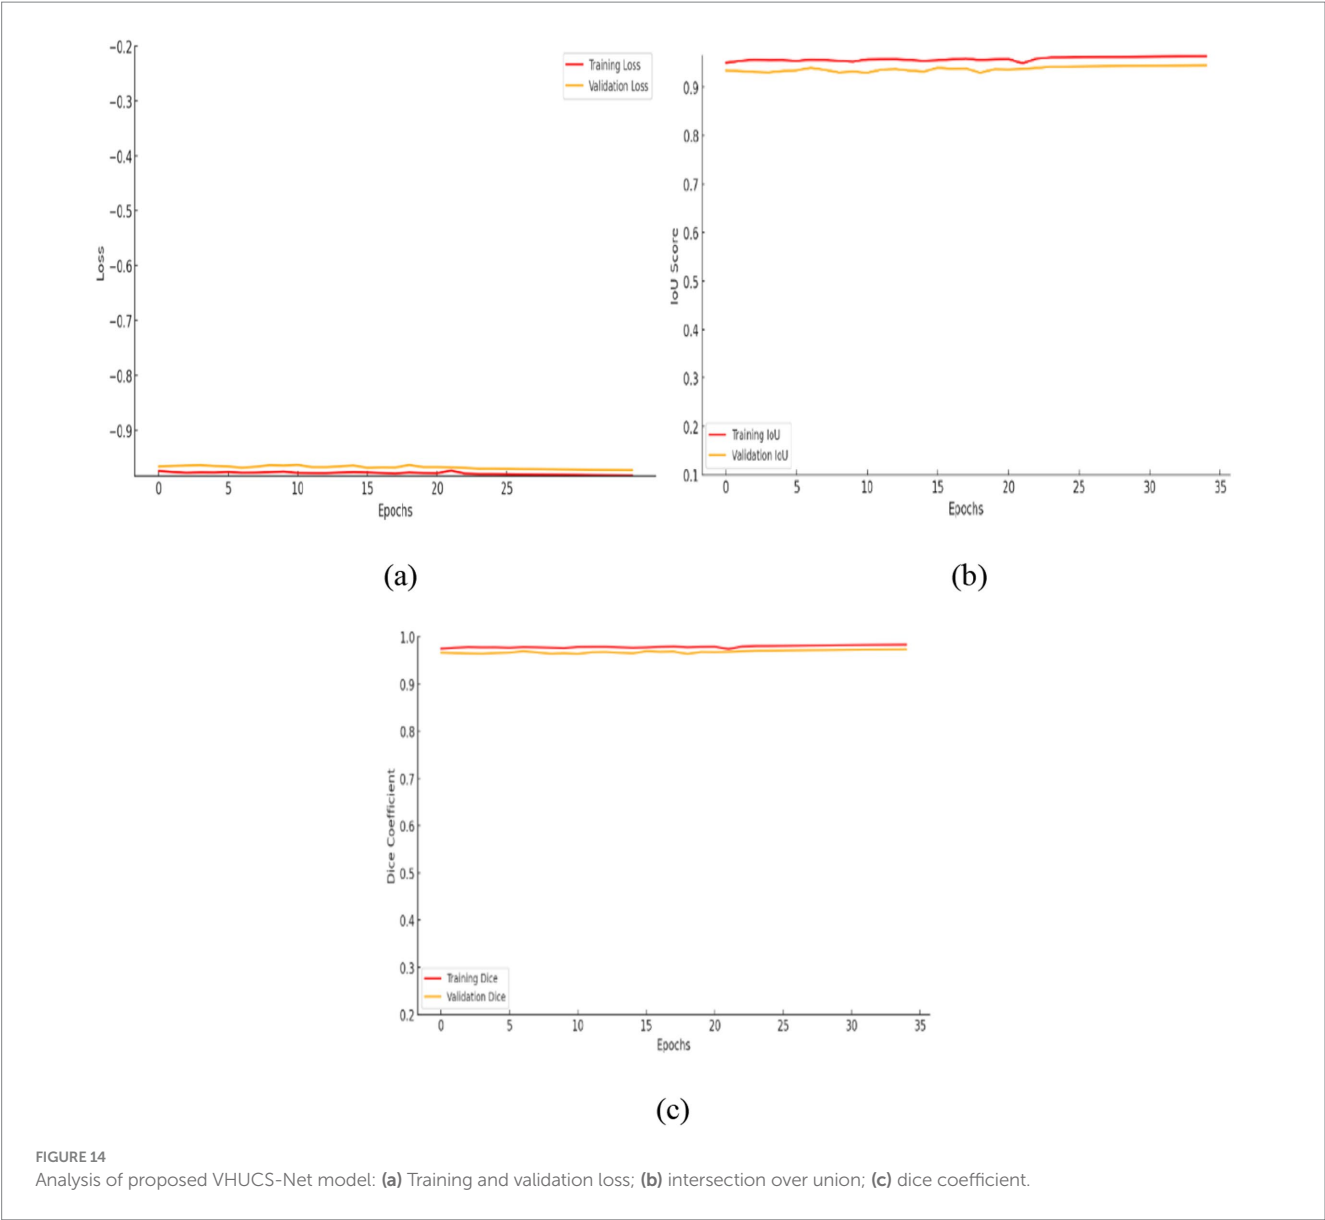 −0.2
−0.3
−0.4
−0.5
−0.6
−0.7
−0.8
−0.9
Loss
Training Loss
Validation Loss
0 5 10 15 20 25
Epochs
(a)
0.9
0.8
0.7
0.6
0.5
0.4
0.3
0.2
0.1
IoU Score
Training IoU
Validation IoU
0 5 10 15 20 25 30 35
Epochs
(b)
1.0
0.9
0.8
0.7
0.6
0.5
0.4
0.3
0.2
Dice Coefficient
Training Dice
Validation Dice
0 5 10 15 20 25 30 35
Epochs
(c)
FIGURE 14
Analysis of proposed VHUCS-Net model: (a) Training and validation loss; (b) intersection over union; (c) dice coefficient.